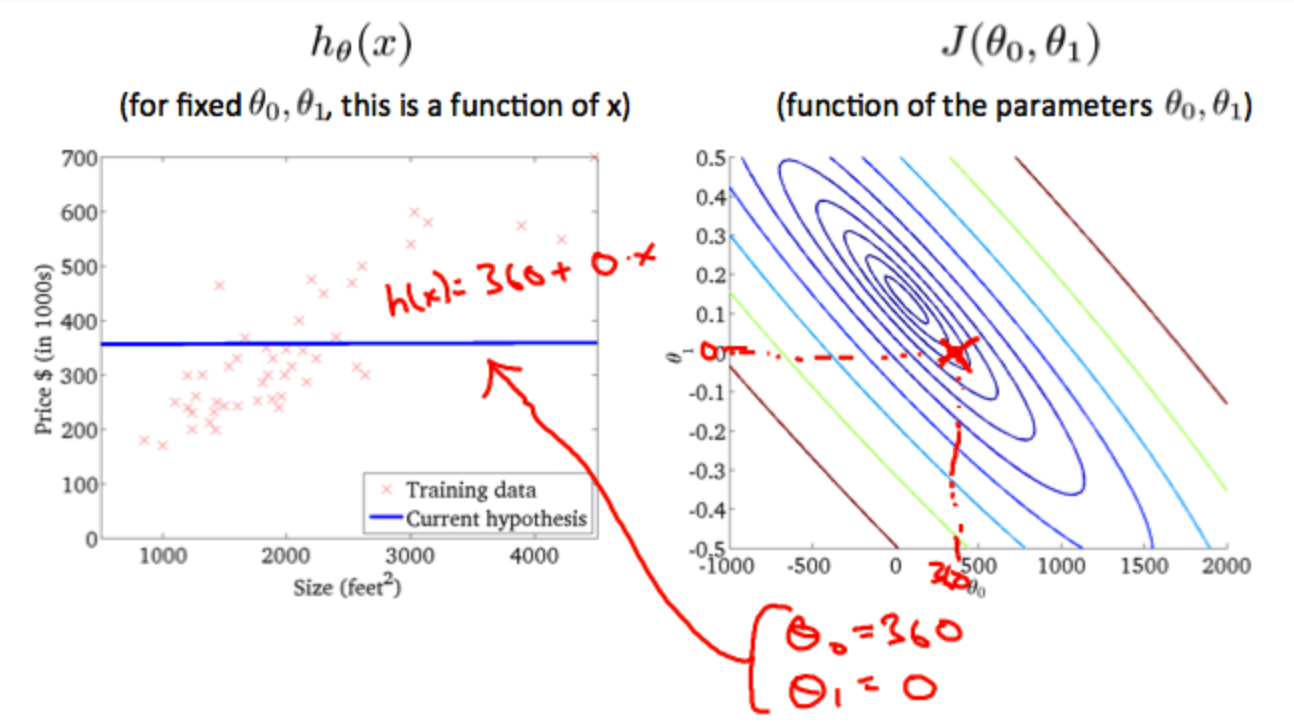 hθ(x)
(for fixed θ₀, θ₁, this is a function of x)
700
600
500
400
300
200
100
0
Price $ (in 1000s)
1000
2000
3000
4000
Size (feet²)
Training data
Current hypothesis
h(x) = 360 + 0·x
J(θ₀, θ₁)
(function of the parameters θ₀, θ₁)
0.5
0.4
0.3
0.2
0.1
0
-0.1
-0.2
-0.3
-0.4
-0.5
θ₁
0
-1000
-500
0
500
1000
1500
2000
360
θ₀
θ₀ = 360
θ₁ = 0